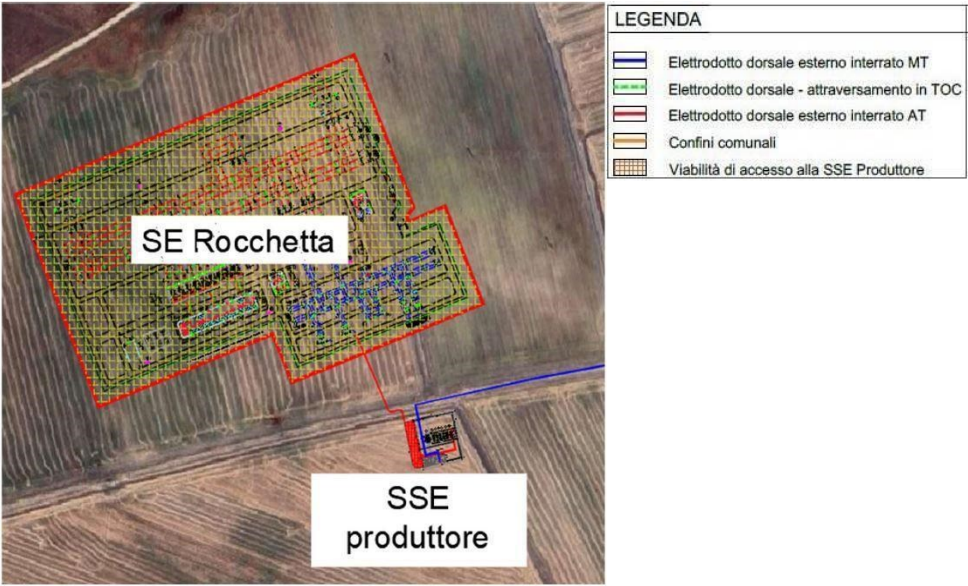 SE Rocchetta
SSE
produttore
LEGENDA
Elettrodotto dorsale esterno interrato MT
Elettrodotto dorsale - attraversamento in TOC
Elettrodotto dorsale esterno interrato AT
Confini comunali
Viabilità di accesso alla SSE Produttore